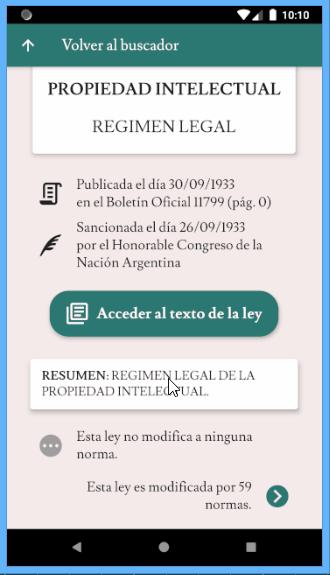 10:10
Volver al buscador
PROPIEDAD INTELECTUAL
REGIMEN LEGAL
Publicada el día 30/09/1933
en el Boletín Oficial 11799 (pág. 0)
Sancionada el día 26/09/1933
por el Honorable Congreso de la
Nación Argentina
Acceder al texto de la ley
RESUMEN: REGIMEN LEGAL DE LA
PROPIEDAD INTELECTUAL.
Esta ley no modifica a ninguna
norma.
Esta ley es modificada por 59
normas.